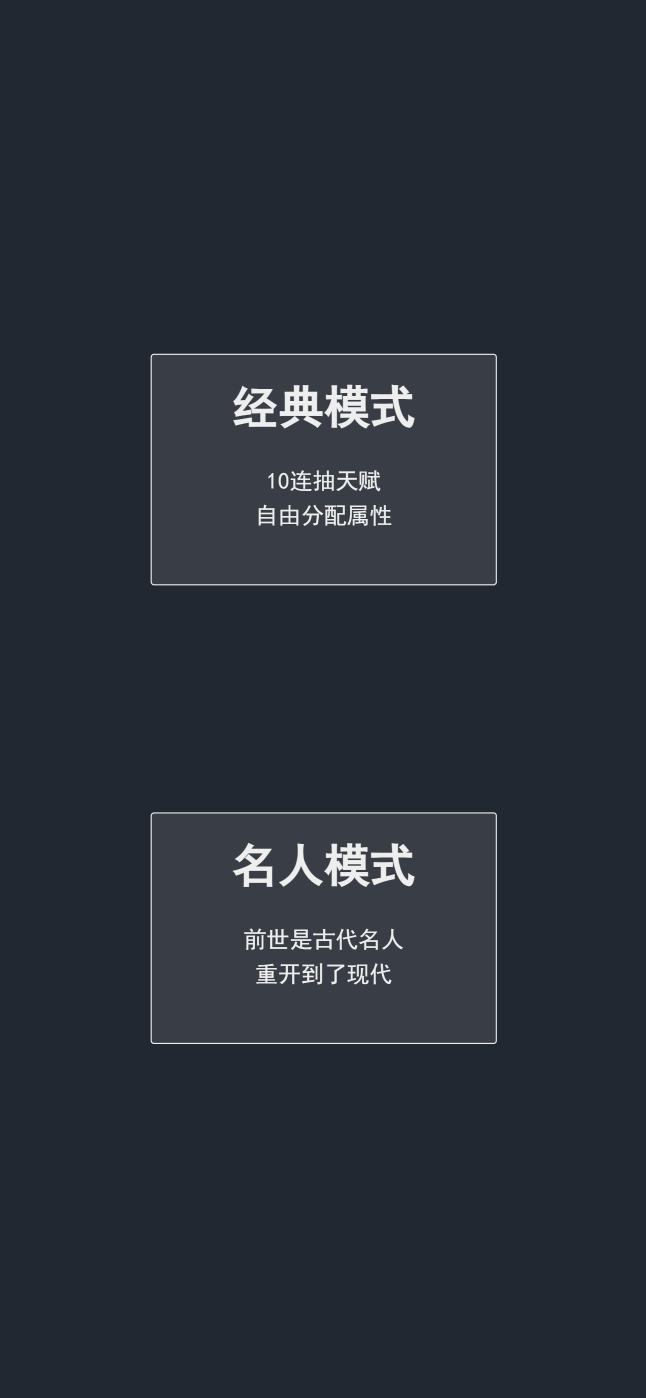 经典模式
10连抽天赋
自由分配属性
名人模式
前世是古代名人
重开到了现代